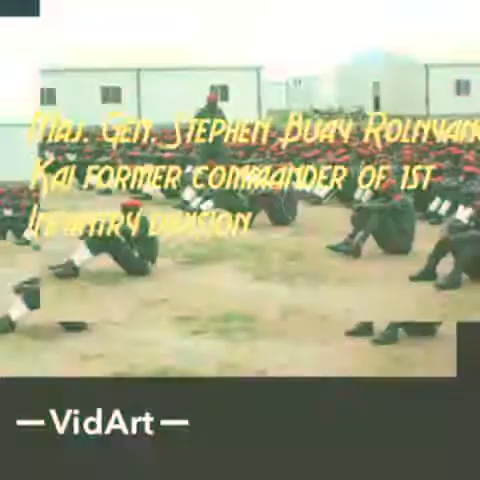 Maj. Gen. Stephen Buay Rolnyang
Kai former commander of 1st
Infantry division
—VidArt—